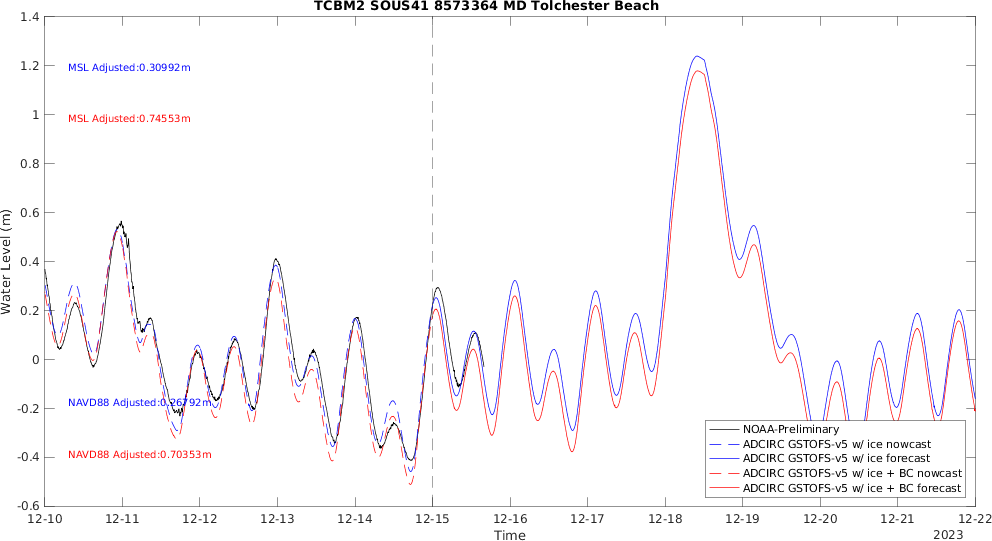 TCBM2 SOUS41 8573364 MD Tolchester Beach
1.4
1.2
1
0.8
0.6
0.4
0.2
0
-0.2
-0.4
-0.6
Water Level (m)
MSL Adjusted:0.30992m
MSL Adjusted:0.74553m
NAVD88 Adjusted:0.26792m
NAVD88 Adjusted:0.70353m
NOAA-Preliminary
ADCIRC GSTOFS-v5 w/ ice nowcast
ADCIRC GSTOFS-v5 w/ ice forecast
ADCIRC GSTOFS-v5 w/ ice + BC nowcast
ADCIRC GSTOFS-v5 w/ ice + BC forecast
12-10 12-11 12-12 12-13 12-14 12-15 12-16 12-17 12-18 12-19 12-20 12-21 12-22
Time
2023